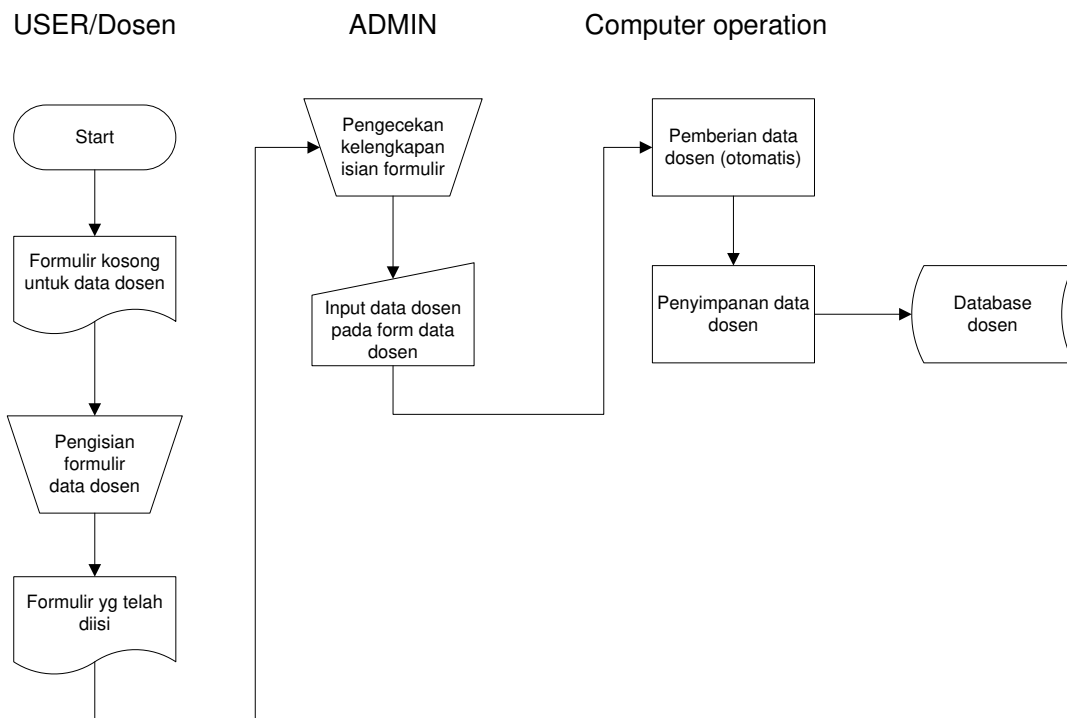 USER/Dosen
ADMIN
Computer operation
Start
Formulir kosong
untuk data dosen
Pengisian
formulir
data dosen
Formulir yg telah
diisi
Pengecekan
kelengkapan
isian formulir
Input data dosen
pada form data
dosen
Pemberian data
dosen (otomatis)
Penyimpanan data
dosen
Database
dosen